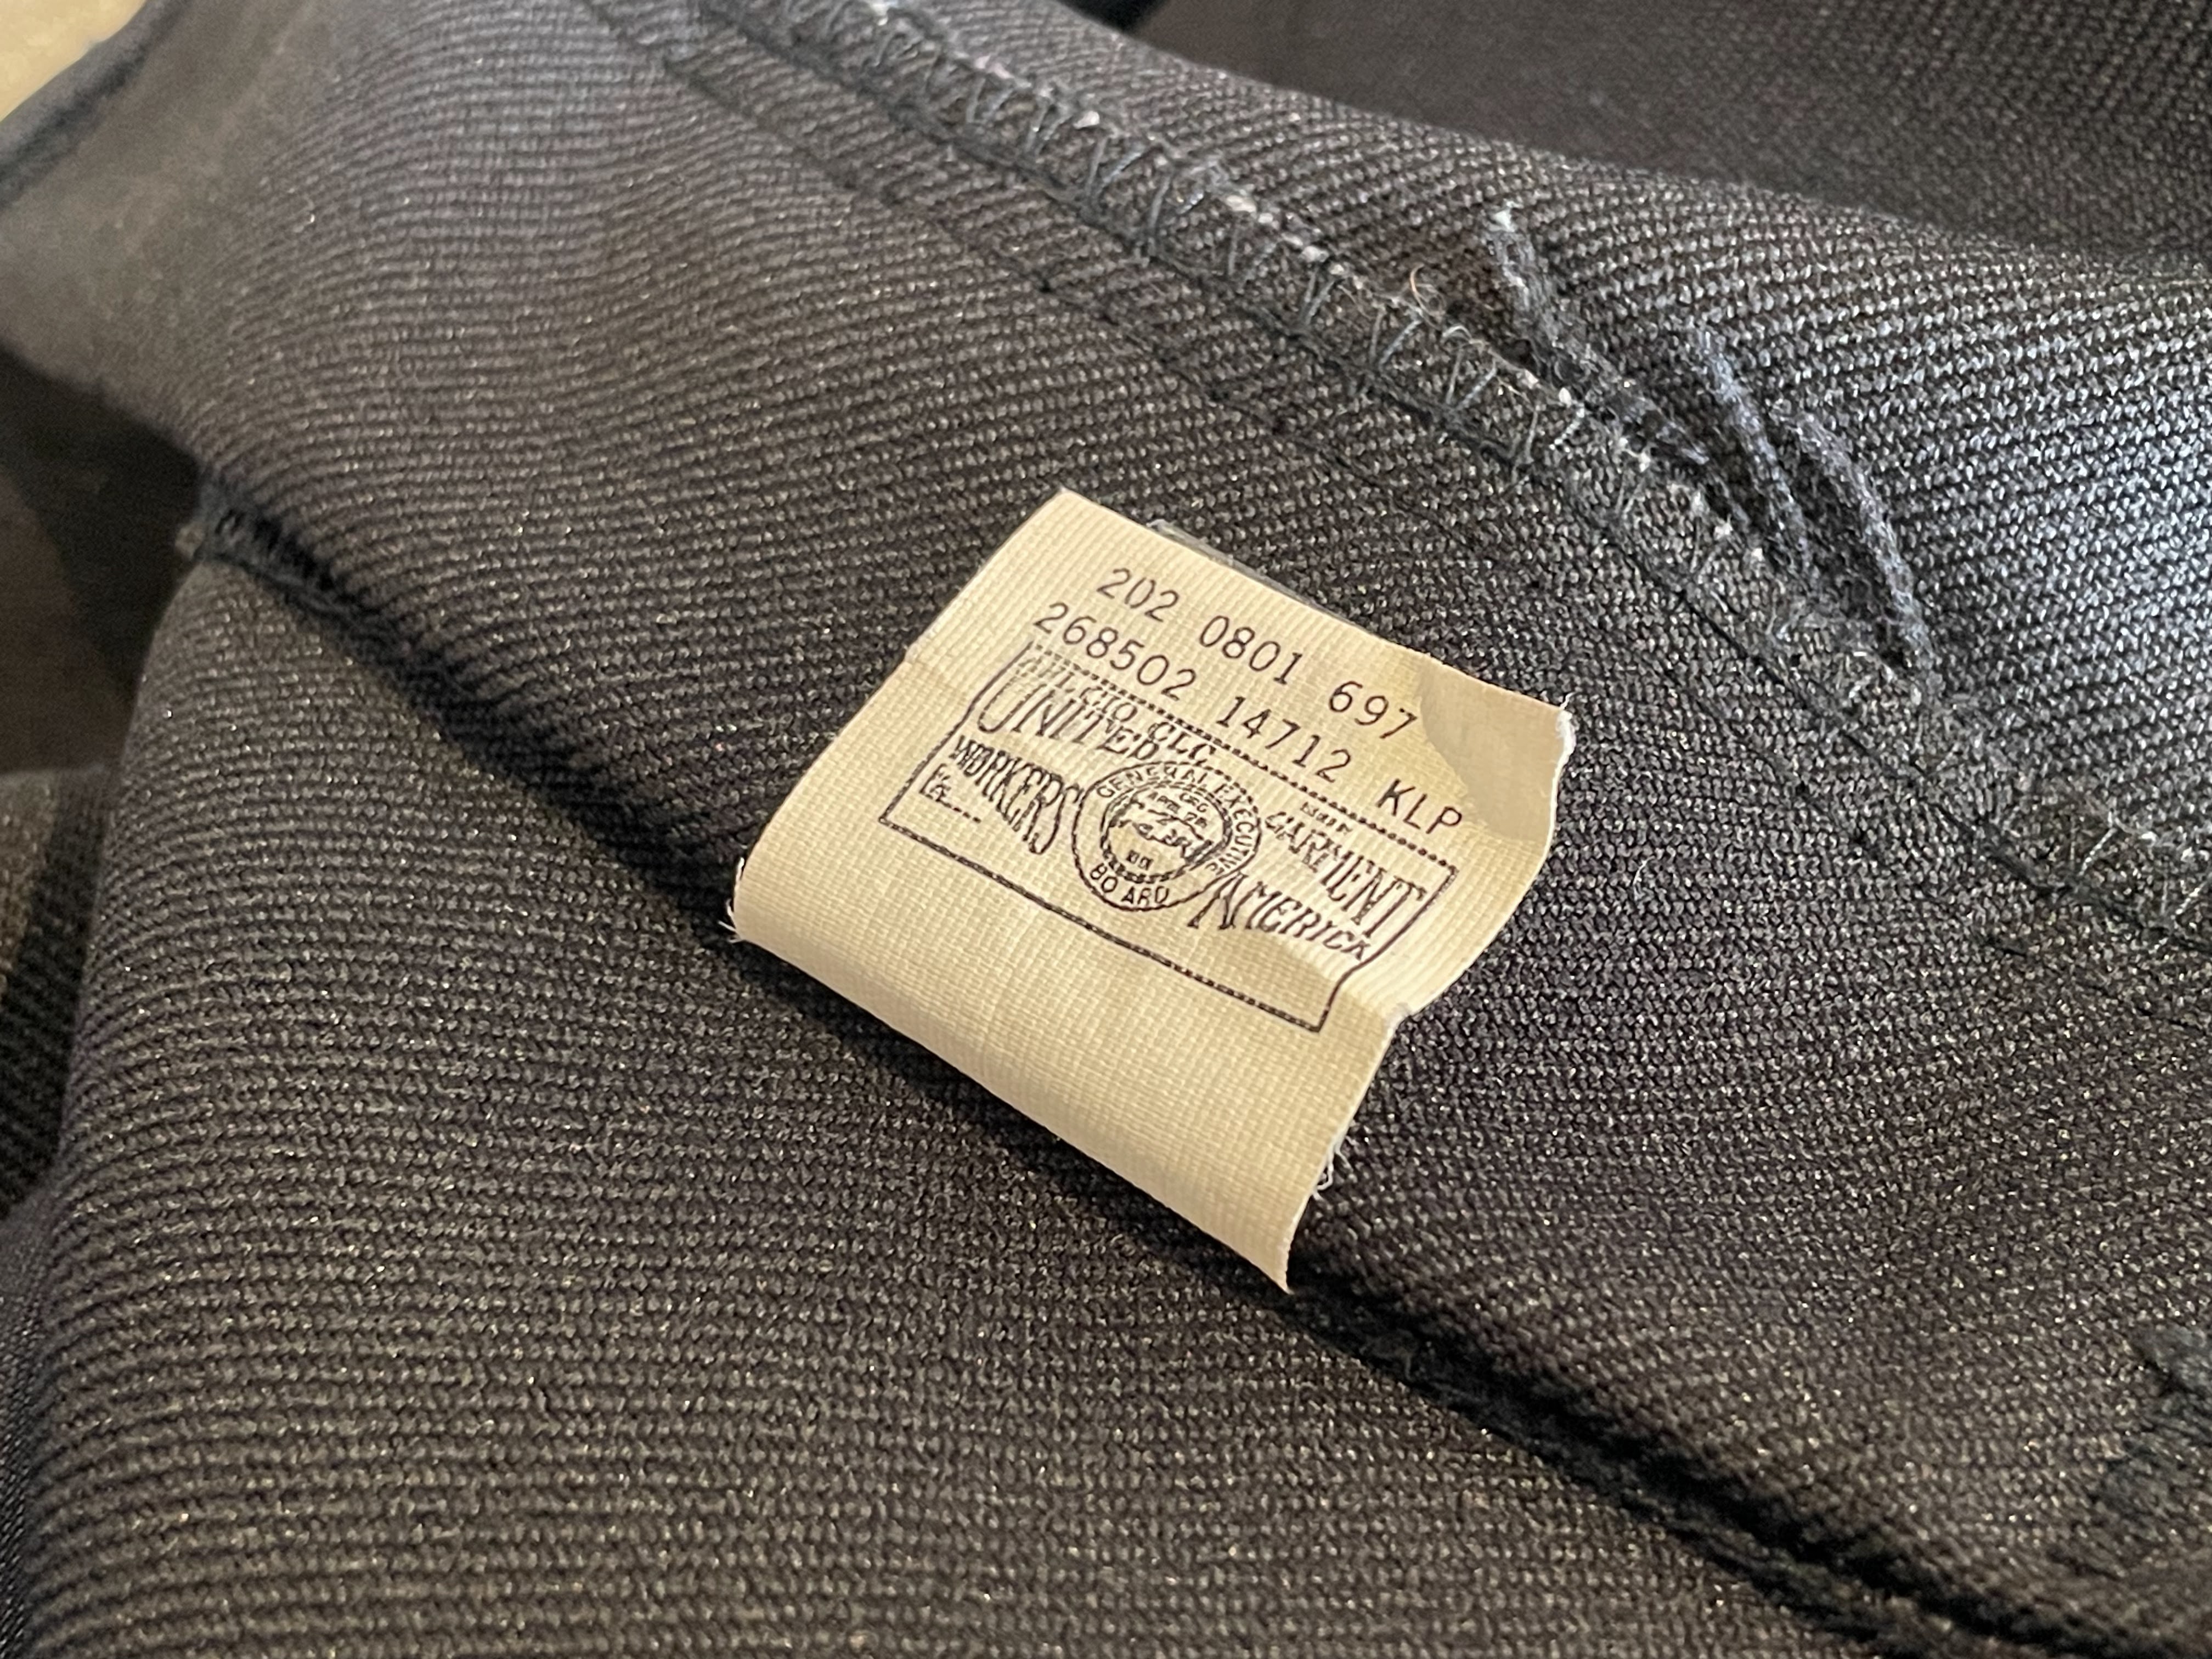 202 0801 697
268502 14712 KLP
AFL CIO CLC
UNITED GARMENT
WORKERS AMERICA
GENERAL EXECUTIVE
BOARD